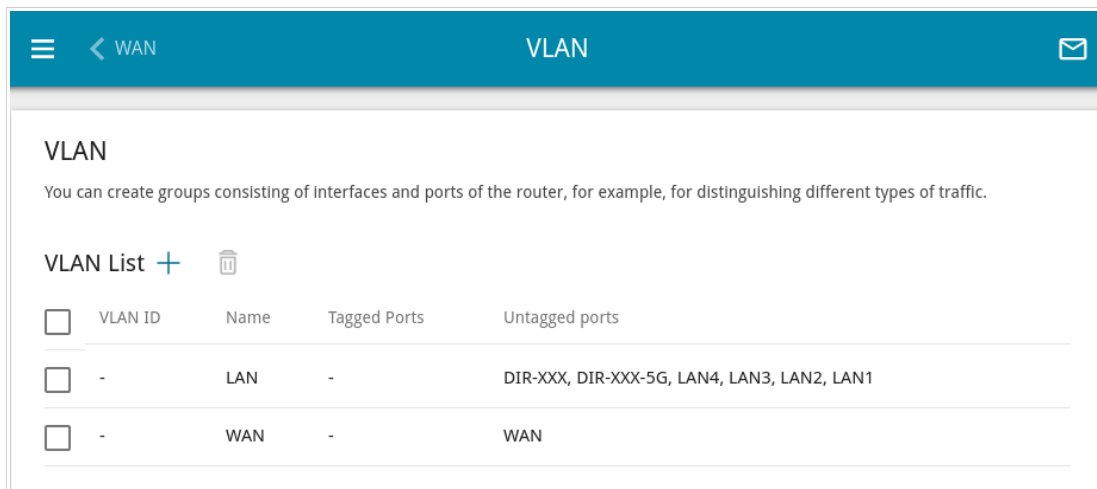 WAN VLAN
VLAN
You can create groups consisting of interfaces and ports of the router, for example, for distinguishing different types of traffic.
VLAN List
VLAN ID Name Tagged Ports Untagged ports
- LAN - DIR-XXX, DIR-XXX-5G, LAN4, LAN3, LAN2, LAN1
- WAN - WAN